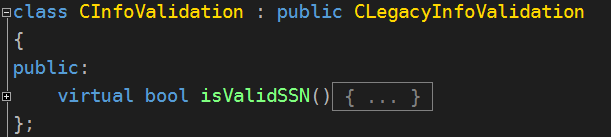 class CInfoValidation : public CLegacyInfoValidation
{
public:
    virtual bool isValidSSN() { ... }
};